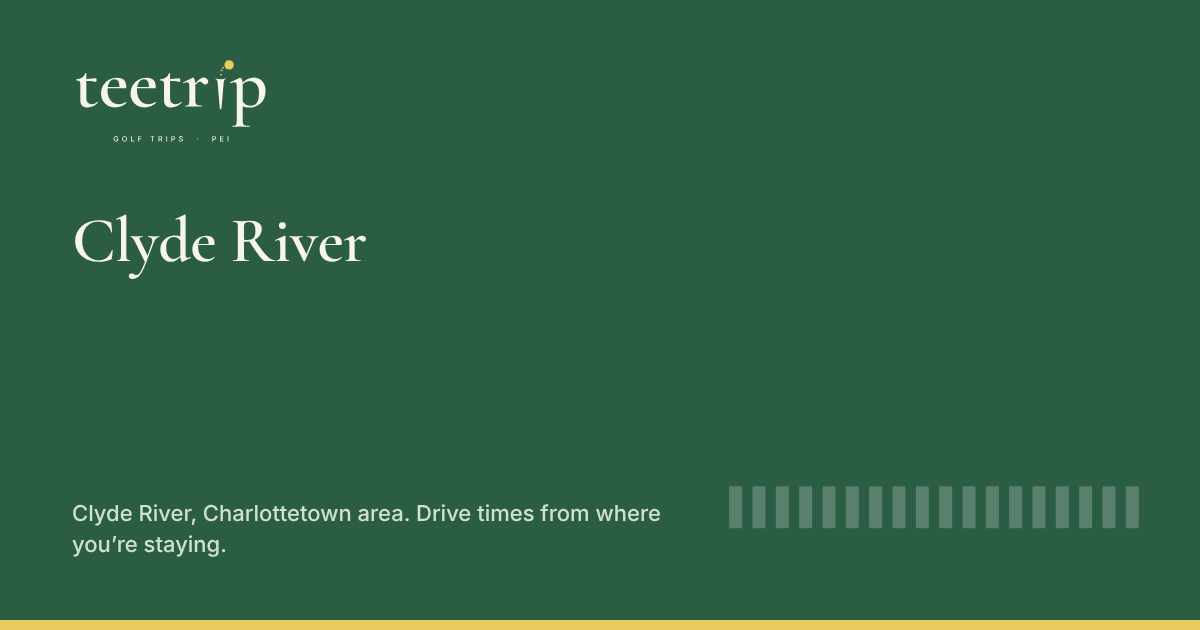 teetrip
GOLF TRIPS · PEI
Clyde River
Clyde River, Charlottetown area. Drive times from where
you’re staying.